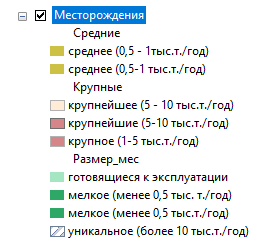 Месторождения
Средние
среднее (0,5 - 1тыс.т./год)
среднее (0,5-1 тыс.т./год)
Крупные
крупнейшее (5 - 10 тыс.т./год)
крупнейшие (5-10 тыс.т./год)
крупное (1-5 тыс.т./год)
Размер_мес
готовящиеся к эксплуатации
мелкое (менее 0,5 тыс. т./год)
мелкое (менее 0,5 тыс.т./год)
уникальное (более 10 тыс.т./год)